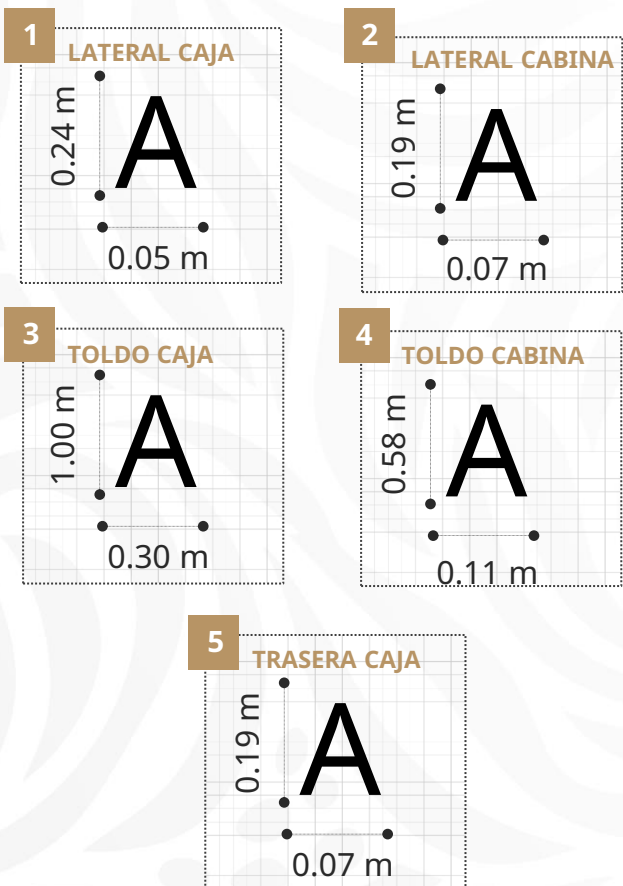 1
LATERAL CAJA
0.24 m
A
0.05 m
2
LATERAL CABINA
0.19 m
A
0.07 m
3
TOLDO CAJA
1.00 m
A
0.30 m
4
TOLDO CABINA
0.58 m
A
0.11 m
5
TRASERA CAJA
0.19 m
A
0.07 m